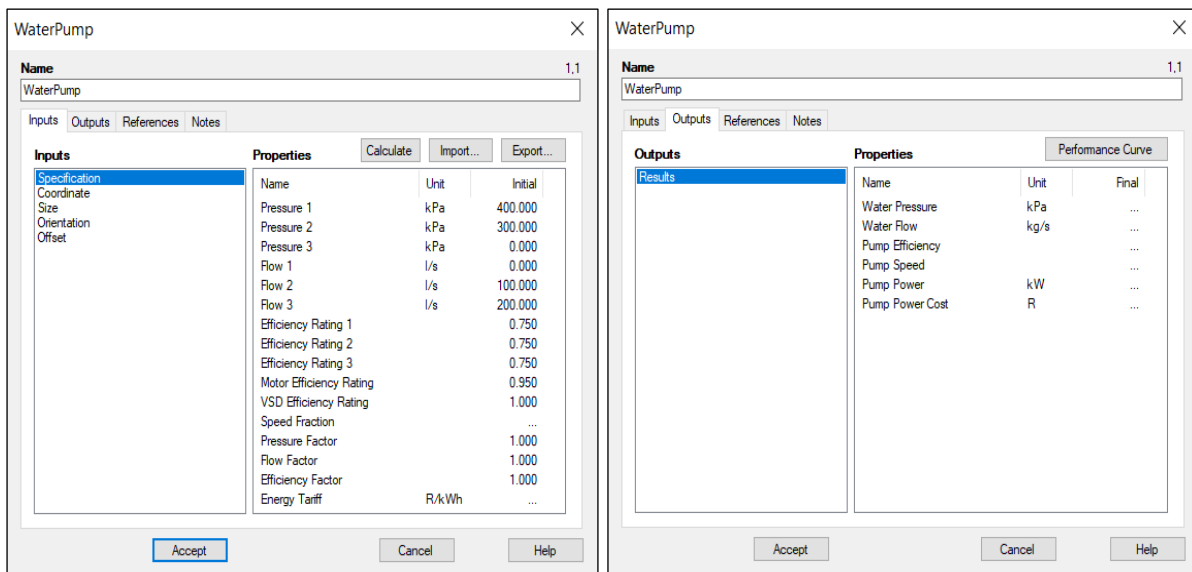 WaterPump
Name 1,1
WaterPump
Inputs Outputs References Notes
Inputs
Specification
Coordinate
Size
Orientation
Offset
Properties Calculate Import... Export...
Name Unit Initial
Pressure 1 kPa 400.000
Pressure 2 kPa 300.000
Pressure 3 kPa 0.000
Flow 1 l/s 0.000
Flow 2 l/s 100.000
Flow 3 l/s 200.000
Efficiency Rating 1 0.750
Efficiency Rating 2 0.750
Efficiency Rating 3 0.750
Motor Efficiency Rating 0.950
VSD Efficiency Rating 1.000
Speed Fraction ...
Pressure Factor 1.000
Flow Factor 1.000
Efficiency Factor 1.000
Energy Tariff R/kWh ...
Accept Cancel Help
WaterPump
Name 1,1
WaterPump
Inputs Outputs References Notes
Outputs
Results
Properties Performance Curve
Name Unit Final
Water Pressure kPa ...
Water Flow kg/s ...
Pump Efficiency ...
Pump Speed ...
Pump Power kW ...
Pump Power Cost R ...
Accept Cancel Help